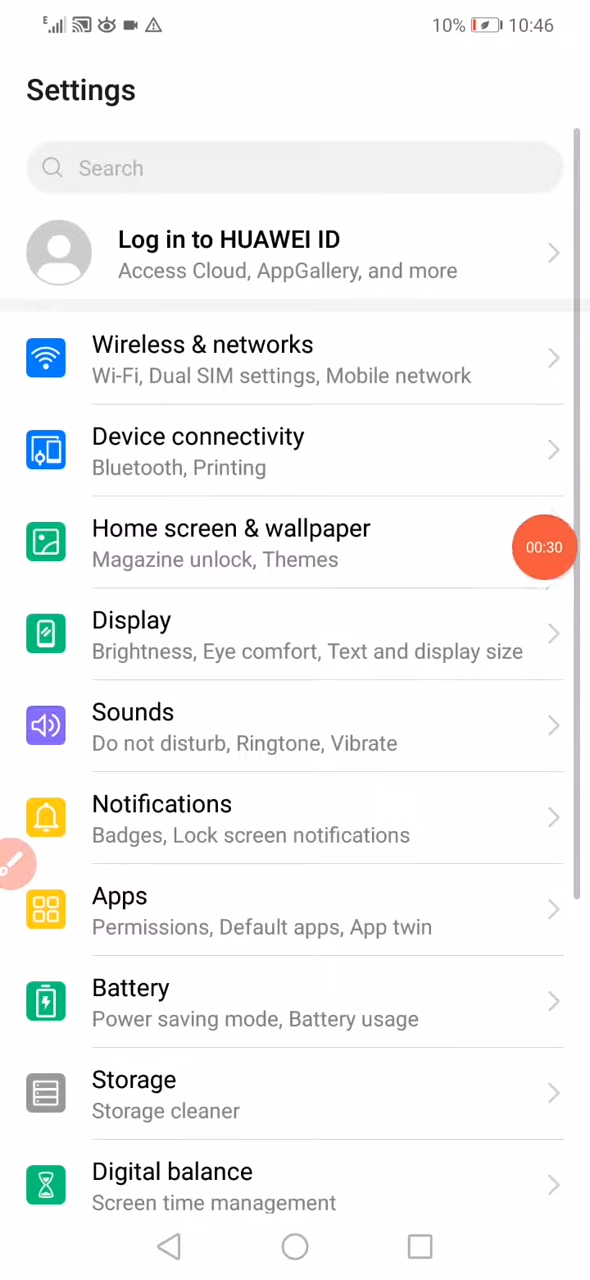 E 10% 10:46
Settings
Search
Log in to HUAWEI ID
Access Cloud, AppGallery, and more
Wireless & networks
Wi-Fi, Dual SIM settings, Mobile network
Device connectivity
Bluetooth, Printing
Home screen & wallpaper
Magazine unlock, Themes
00:30
Display
Brightness, Eye comfort, Text and display size
Sounds
Do not disturb, Ringtone, Vibrate
Notifications
Badges, Lock screen notifications
Apps
Permissions, Default apps, App twin
Battery
Power saving mode, Battery usage
Storage
Storage cleaner
Digital balance
Screen time management